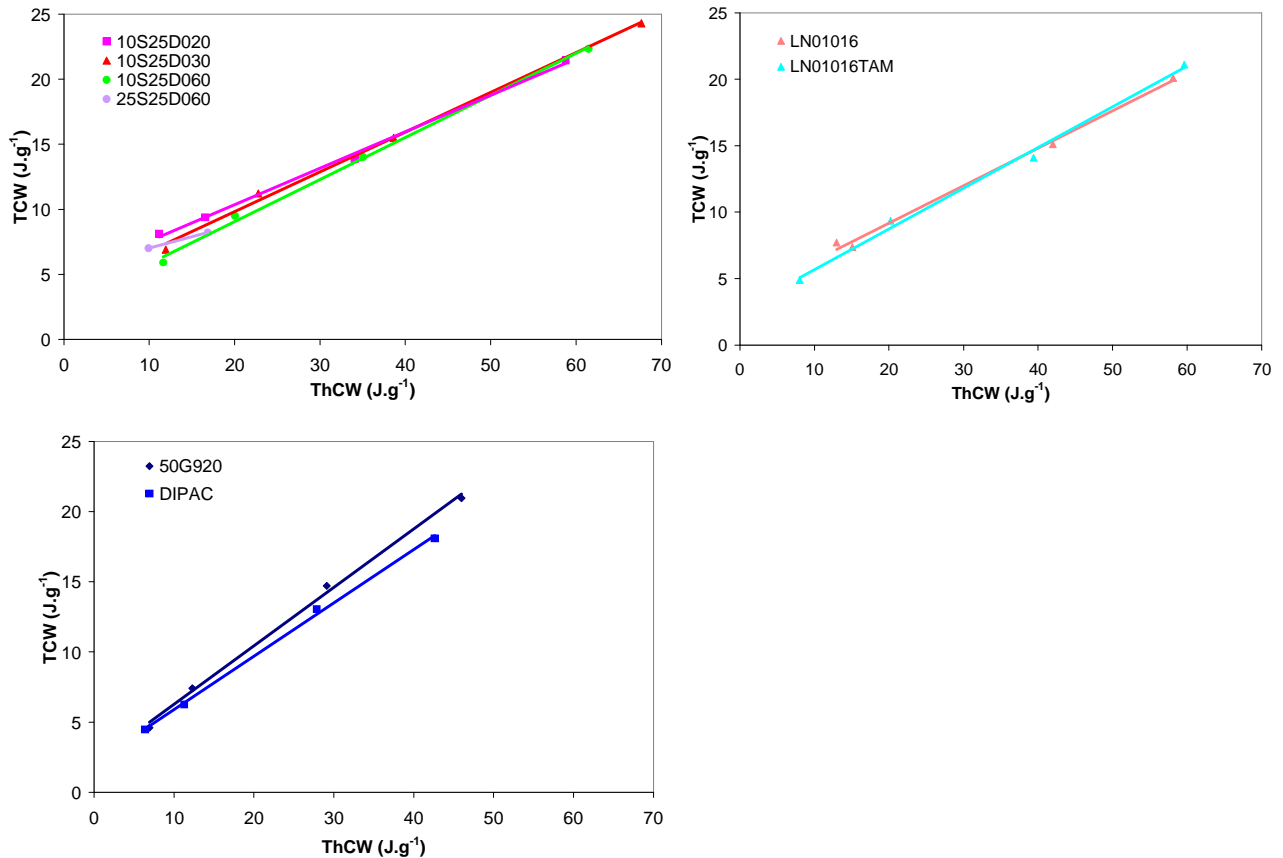 25
20
15
10
5
0
TCW (J.g-1)
10S25D020
10S25D030
10S25D060
25S25D060
0 10 20 30 40 50 60 70
ThCW (J.g-1)
25
20
15
10
5
0
TCW (J.g-1)
LN01016
LN01016TAM
0 10 20 30 40 50 60 70
ThCW (J.g-1)
25
20
15
10
5
0
TCW (J.g-1)
50G920
DIPAC
0 10 20 30 40 50 60 70
ThCW (J.g-1)